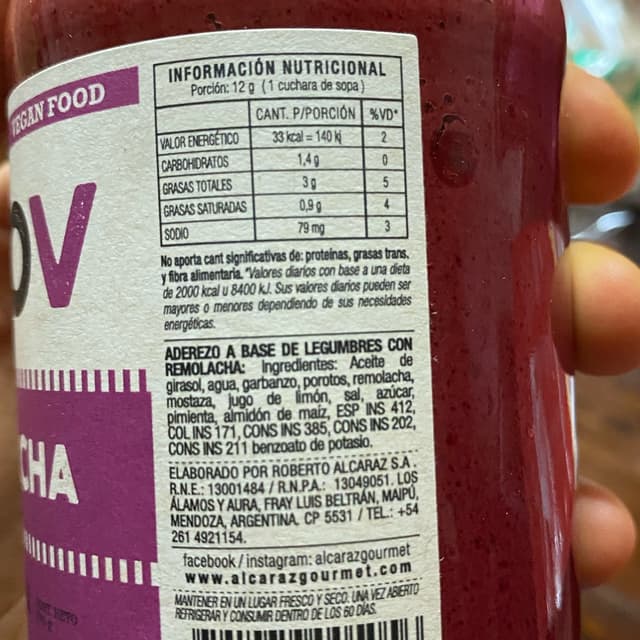 VEGAN FOOD
OV
CHA
INFORMACIÓN NUTRICIONAL
Porción: 12 g (1 cuchara de sopa)
CANT. P/PORCIÓN %VD*
VALOR ENERGÉTICO 33 kcal = 140 kj 2
CARBOHIDRATOS 1,4 g 0
GRASAS TOTALES 3 g 5
GRASAS SATURADAS 0,9 g 4
SODIO 79 mg 3
No aporta cant significativas de: proteínas, grasas trans,
y fibra alimentaria. *Valores diarios con base a una dieta
de 2000 kcal u 8400 kJ. Sus valores diarios pueden ser
mayores o menores dependiendo de sus necesidades
energéticas.
ADEREZO A BASE DE LEGUMBRES CON
REMOLACHA: Ingredientes: Aceite de
girasol, agua, garbanzo, porotos, remolacha,
mostaza, jugo de limón, sal, azúcar,
pimienta, almidón de maíz, ESP INS 412,
COL INS 171, CONS INS 385, CONS INS 202,
CONS INS 211 benzoato de potasio.
ELABORADO POR ROBERTO ALCARAZ S.A.
R.N.E.: 13001484 / R.N.P.A.: 13049051. LOS
ÁLAMOS Y AURA, FRAY LUIS BELTRÁN, MAIPÚ,
MENDOZA, ARGENTINA. CP 5531 / TEL.: +54
261 4921154.
facebook / instagram: alcarazgourmet
www.alcarazgourmet.com
MANTENER EN UN LUGAR FRESCO Y SECO. UNA VEZ ABIERTO
REFRIGERAR Y CONSUMIR DENTRO DE LOS 60 DÍAS.